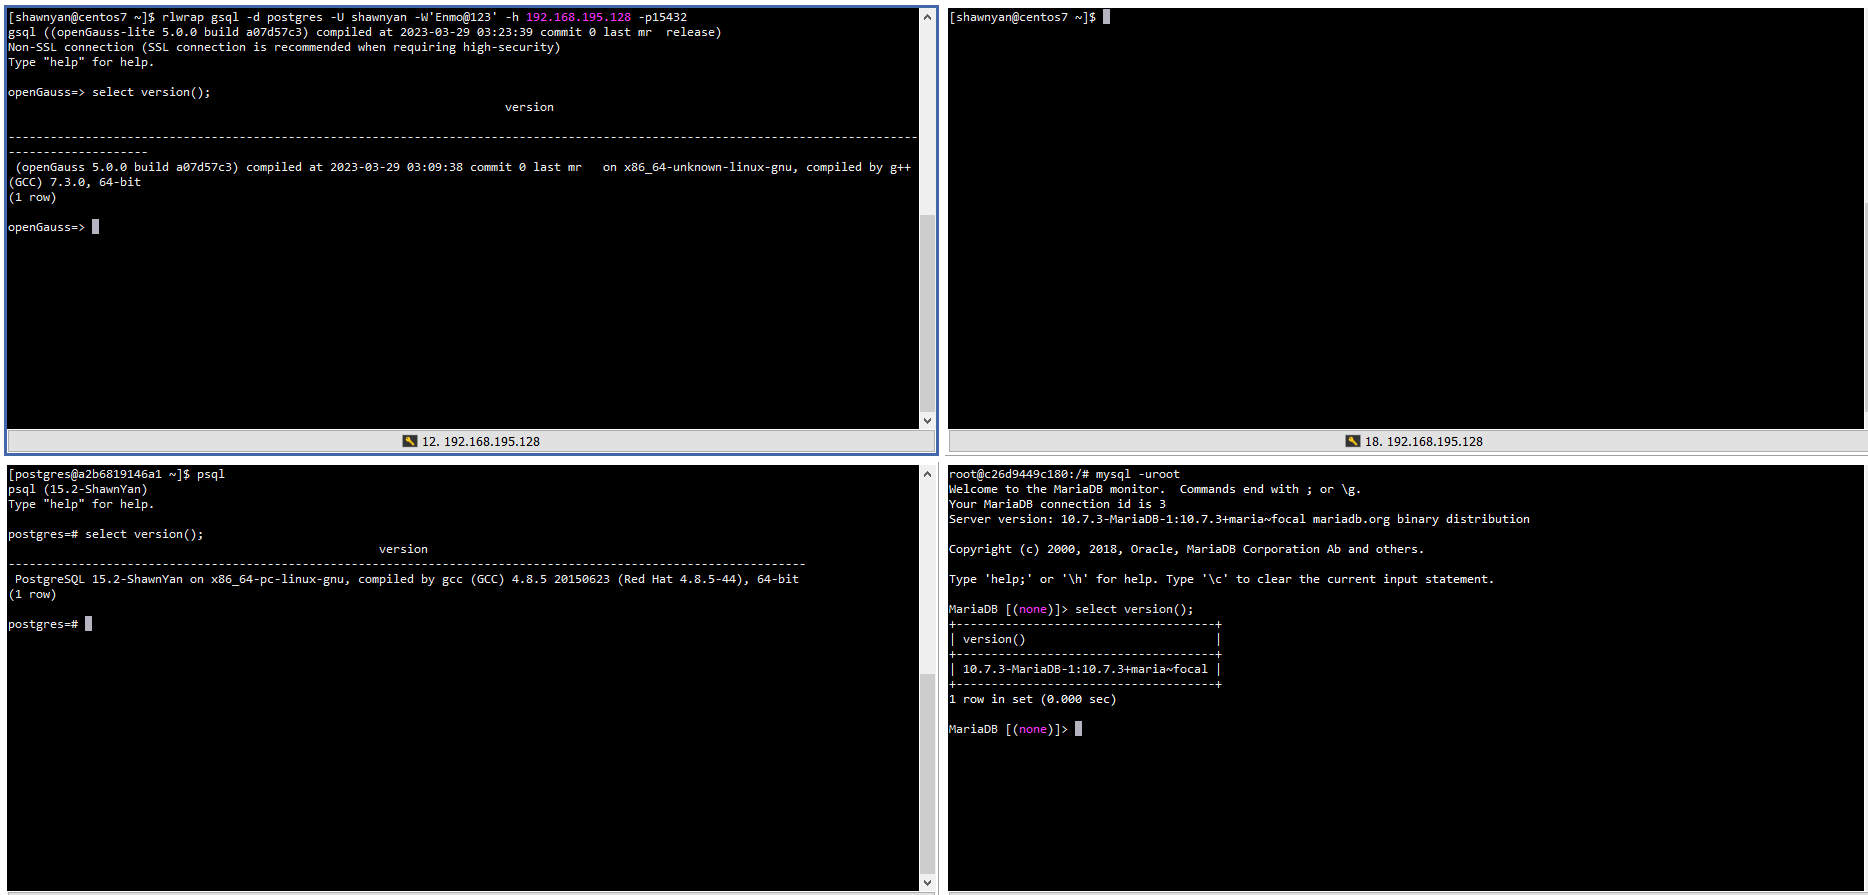 [shawnyan@centos7 ~]$ rlwrap gsql -d postgres -U shawnyan -W'Enmo@123' -h 192.168.195.128 -p15432
gsql ((openGauss-lite 5.0.0 build a07d57c3) compiled at 2023-03-29 03:23:39 commit 0 last mr  release)
Non-SSL connection (SSL connection is recommended when requiring high-security)
Type "help" for help.
openGauss=> select version();
version
----------------------------------------------------------------------------------------------------------------------------------
--------------------
(openGauss 5.0.0 build a07d57c3) compiled at 2023-03-29 03:09:38 commit 0 last mr   on x86_64-unknown-linux-gnu, compiled by g++
(GCC) 7.3.0, 64-bit
(1 row)
openGauss=>
12. 192.168.195.128
[shawnyan@centos7 ~]$
18. 192.168.195.128
[postgres@a2b6819146a1 ~]$ psql
psql (15.2-ShawnYan)
Type "help" for help.
postgres=# select version();
version
------------------------------------------------------------------------------------------------------------------
PostgreSQL 15.2-ShawnYan on x86_64-pc-linux-gnu, compiled by gcc (GCC) 4.8.5 20150623 (Red Hat 4.8.5-44), 64-bit
(1 row)
postgres=#
root@c26d9449c180:/# mysql -uroot
Welcome to the MariaDB monitor.  Commands end with ; or \g.
Your MariaDB connection id is 3
Server version: 10.7.3-MariaDB-1:10.7.3+maria~focal mariadb.org binary distribution
Copyright (c) 2000, 2018, Oracle, MariaDB Corporation Ab and others.
Type 'help;' or '\h' for help. Type '\c' to clear the current input statement.
MariaDB [(none)]> select version();
+-------------------------------------+
| version()                           |
+-------------------------------------+
| 10.7.3-MariaDB-1:10.7.3+maria~focal |
+-------------------------------------+
1 row in set (0.000 sec)
MariaDB [(none)]>